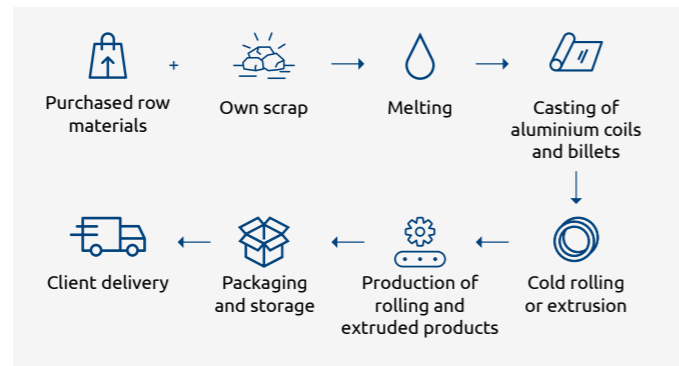 Purchased row
materials
+
Own scrap
Melting
Casting of
aluminium coils
and billets
Client delivery
Packaging
and storage
Production of
rolling and
extruded products
Cold rolling
or extrusion